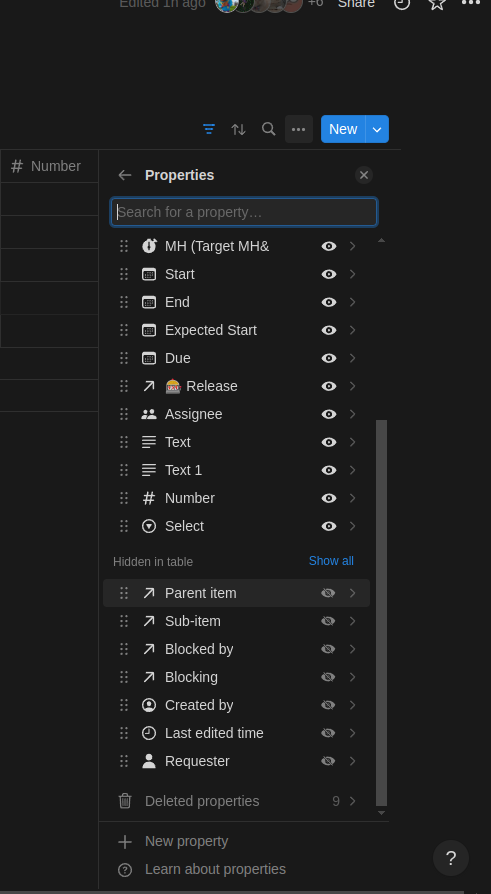 Edited 1h ago +6 Share
New
# Number
Properties
Search for a property…
MH (Target MH&
Start
End
Expected Start
Due
Release
Assignee
Text
Text 1
Number
Select
Hidden in table Show all
Parent item
Sub-item
Blocked by
Blocking
Created by
Last edited time
Requester
Deleted properties 9
New property
Learn about properties
?